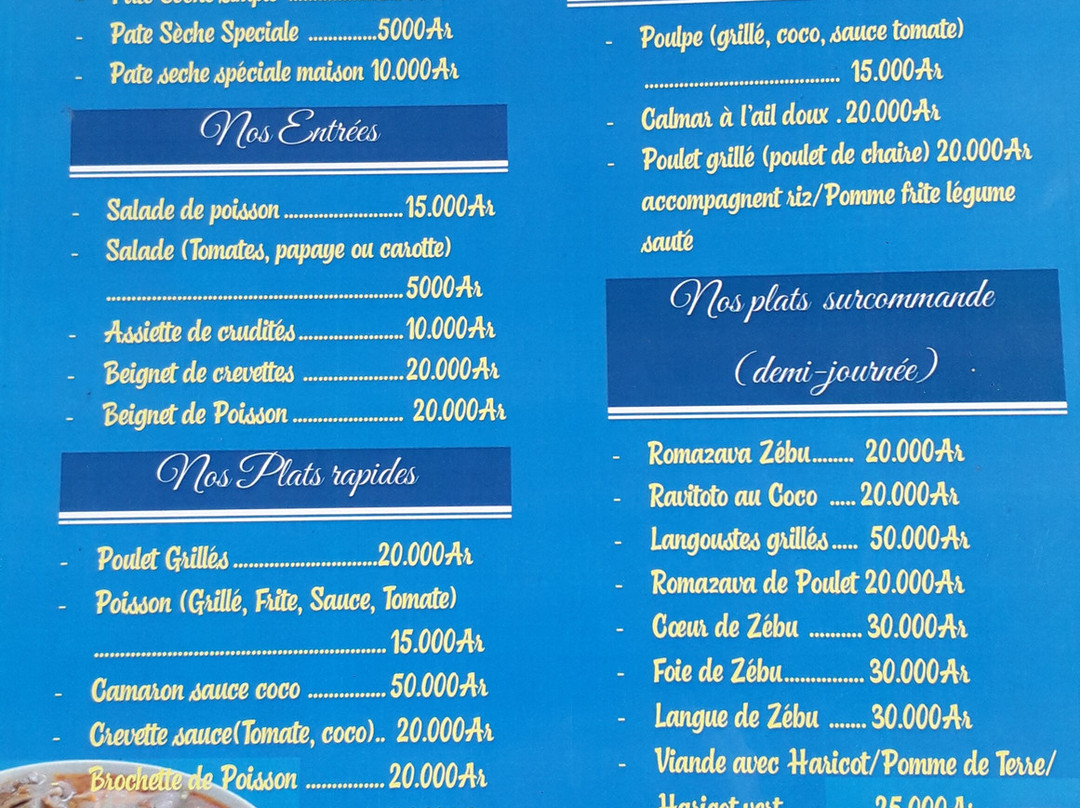 - Pate Sèche Speciale ..............5000Ar
- Pate seche spéciale maison 10.000Ar
Nos Entrées
- Salade de poisson ........................15.000Ar
- Salade (Tomates, papaye ou carotte)
.............................................................5000Ar
- Assiette de crudités.....................10.000Ar
- Beignet de crevettes .....................20.000Ar
- Beignet de Poisson ....................... 20.000Ar
Nos Plats rapides
- Poulet Grillés ..............................20.000Ar
- Poisson (Grillé, Frite, Sauce, Tomate)
............................................................ 15.000Ar
- Camaron sauce coco ................ 50.000Ar
- Crevette sauce(Tomate, coco).. 20.000Ar
- Brochette de Poisson ................ 20.000Ar
- Poulpe (grillé, coco, sauce tomate)
........................................ 15.000Ar
- Calmar à l'ail doux . 20.000Ar
- Poulet grillé (poulet de chaire) 20.000Ar
accompagnent riz/Pomme frite légume
sauté
Nos plats surcommande
(demi-journée)
- Romazava Zébu........ 20.000Ar
- Ravitoto au Coco ..... 20.000Ar
- Langoustes grillés ..... 50.000Ar
- Romazava de Poulet 20.000Ar
- Cœur de Zébu ........... 30.000Ar
- Foie de Zébu................ 30.000Ar
- Langue de Zébu ....... 30.000Ar
- Viande avec Haricot/Pomme de Terre/
Haricot vert 25.000Ar